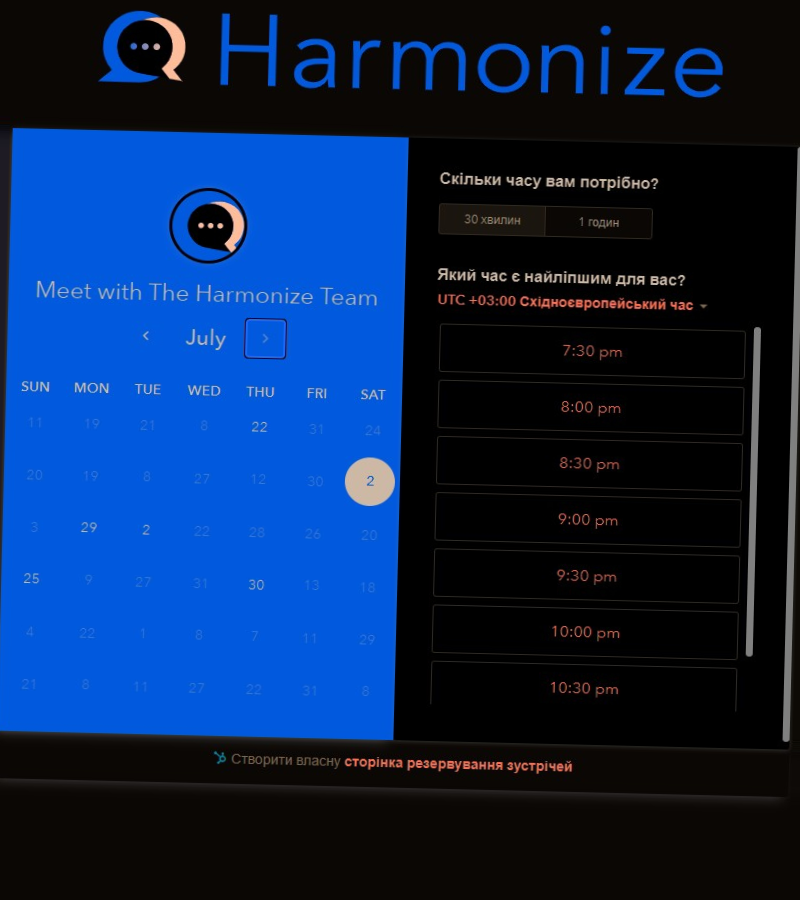 Harmonize
Meet with The Harmonize Team
July
SUN MON TUE WED THU FRI SAT
11 19 21 8 22 31 24
20 19 8 27 12 30 2
3 29 2 22 28 26 20
25 9 27 31 30 13 18
4 22 1 8 7 11 29
21 8 11 27 22 31 8
Скільки часу вам потрібно?
30 хвилин 1 годин
Який час є найліпшим для вас?
UTC +03:00 Східноєвропейський час
7:30 pm
8:00 pm
8:30 pm
9:00 pm
9:30 pm
10:00 pm
10:30 pm
Створити власну сторінка резервування зустрічей